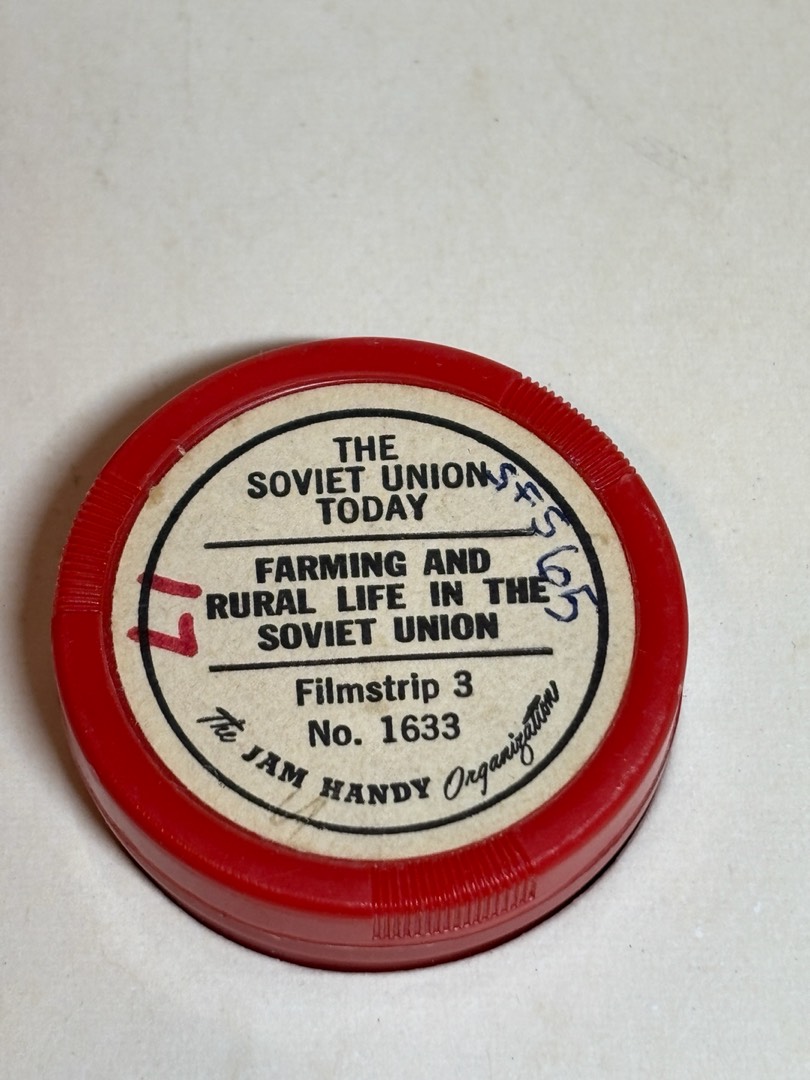 THE
SOVIET UNION
TODAY
FARMING AND
RURAL LIFE IN THE
SOVIET UNION
Filmstrip 3
No. 1633
The JAM HANDY Organization
17